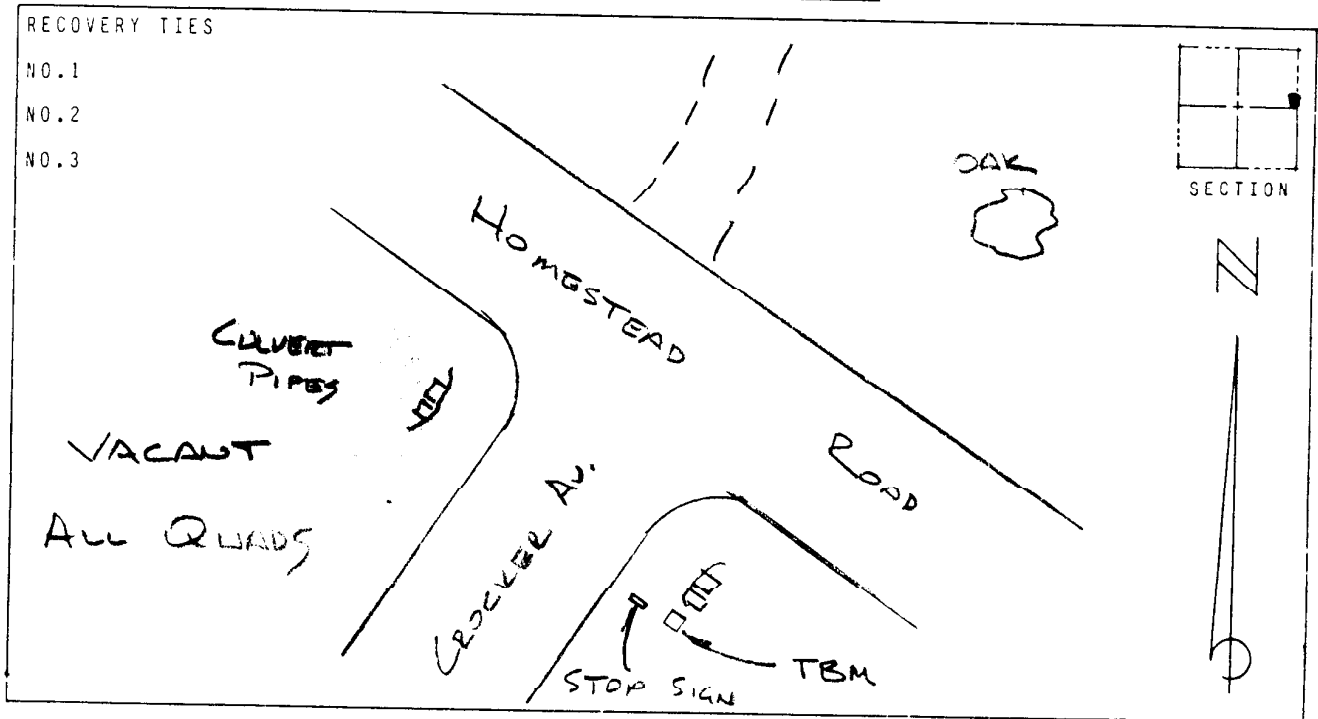 RECOVERY TIES
NO.1
NO.2
NO.3
OAK
SECTION
N
HOMESTEAD
ROAD
CULVERT
PIPES
VACANT
ALL QUADS
CROCKER AV.
STOP SIGN
TBM